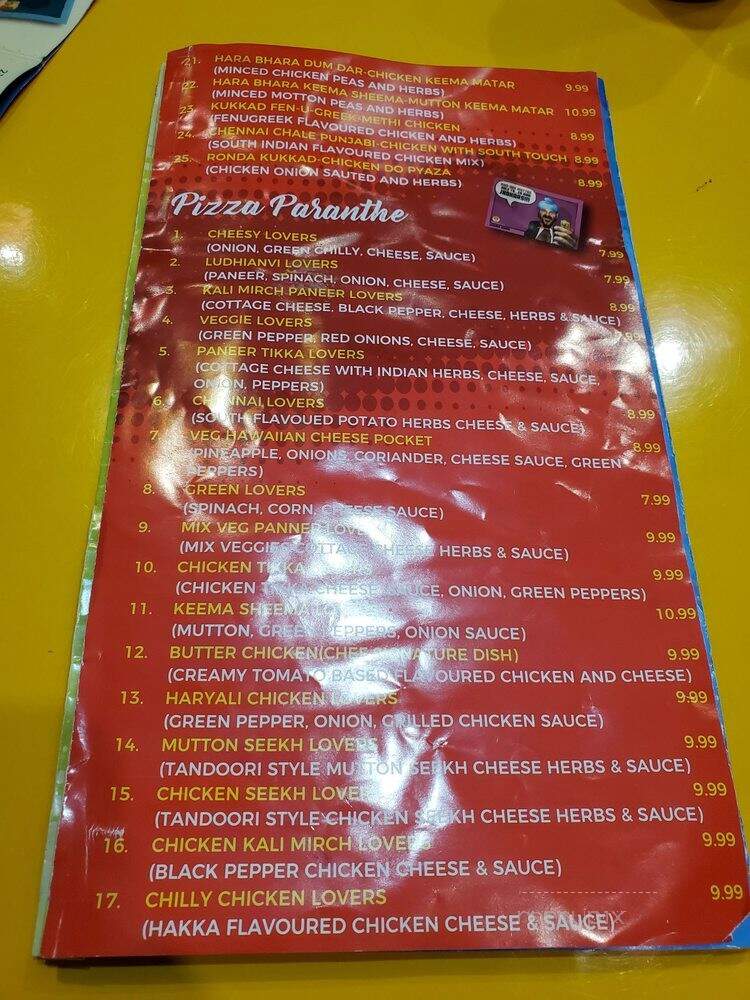 21. HARA BHARA DUM DAR-CHICKEN KEEMA MATAR 9.99
(MINCED CHICKEN PEAS AND HERBS)
22. HARA BHARA KEEMA SHEEMA-MUTTON KEEMA MATAR 10.99
(MINCED MOTTON PEAS AND HERBS)
23. KUKKAD FEN-U-GREEK-METHI CHICKEN 8.99
(FENUGREEK FLAVOURED CHICKEN AND HERBS)
24. CHENNAI CHALE PUNJABI-CHICKEN WITH SOUTH TOUCH 8.99
(SOUTH INDIAN FLAVOURED CHICKEN MIX)
25. RONDA KUKKAD-CHICKEN DO PYAZA 8.99
(CHICKEN ONION SAUTED AND HERBS)
Pizza Paranthe
1. CHEESY LOVERS 7.99
(ONION, GREEN CHILLY, CHEESE, SAUCE)
2. LUDHIANVI LOVERS 7.99
(PANEER, SPINACH, ONION, CHEESE, SAUCE)
3. KALI MIRCH PANEER LOVERS 8.99
(COTTAGE CHEESE, BLACK PEPPER, CHEESE, HERBS & SAUCE)
4. VEGGIE LOVERS
(GREEN PEPPER, RED ONIONS, CHEESE, SAUCE)
5. PANEER TIKKA LOVERS
(COTTAGE CHEESE WITH INDIAN HERBS, CHEESE, SAUCE,
ONION, PEPPERS)
6. CHENNAI LOVERS 8.99
(SOUTH FLAVOUED POTATO HERBS CHEESE & SAUCE)
7. VEG HAWAIIAN CHEESE POCKET 8.99
(PINEAPPLE, ONIONS, CORIANDER, CHEESE SAUCE, GREEN
PEPPERS)
8. GREEN LOVERS 7.99
(SPINACH, CORN, CHEESE SAUCE)
9. MIX VEG PANNER LOVERS 9.99
(MIX VEGGIES COTTAGE CHEESE HERBS & SAUCE)
10. CHICKEN TIKKA 9.99
(CHICKEN TIKKA CHEESE SAUCE, ONION, GREEN PEPPERS)
11. KEEMA SHEEMA 10.99
(MUTTON, GREEN PEPPERS, ONION SAUCE)
12. BUTTER CHICKEN(CHEF SIGNATURE DISH) 9.99
(CREAMY TOMATO BASED FLAVOURED CHICKEN AND CHEESE)
13. HARYALI CHICKEN LOVERS 9.99
(GREEN PEPPER, ONION, GRILLED CHICKEN SAUCE)
14. MUTTON SEEKH LOVERS 9.99
(TANDOORI STYLE MUTTON SEEKH CHEESE HERBS & SAUCE)
15. CHICKEN SEEKH LOVERS 9.99
(TANDOORI STYLE CHICKEN SEEKH CHEESE HERBS & SAUCE)
16. CHICKEN KALI MIRCH LOVERS 9.99
(BLACK PEPPER CHICKEN CHEESE & SAUCE)
17. CHILLY CHICKEN LOVERS 9.99
(HAKKA FLAVOURED CHICKEN CHEESE & SAUCE)